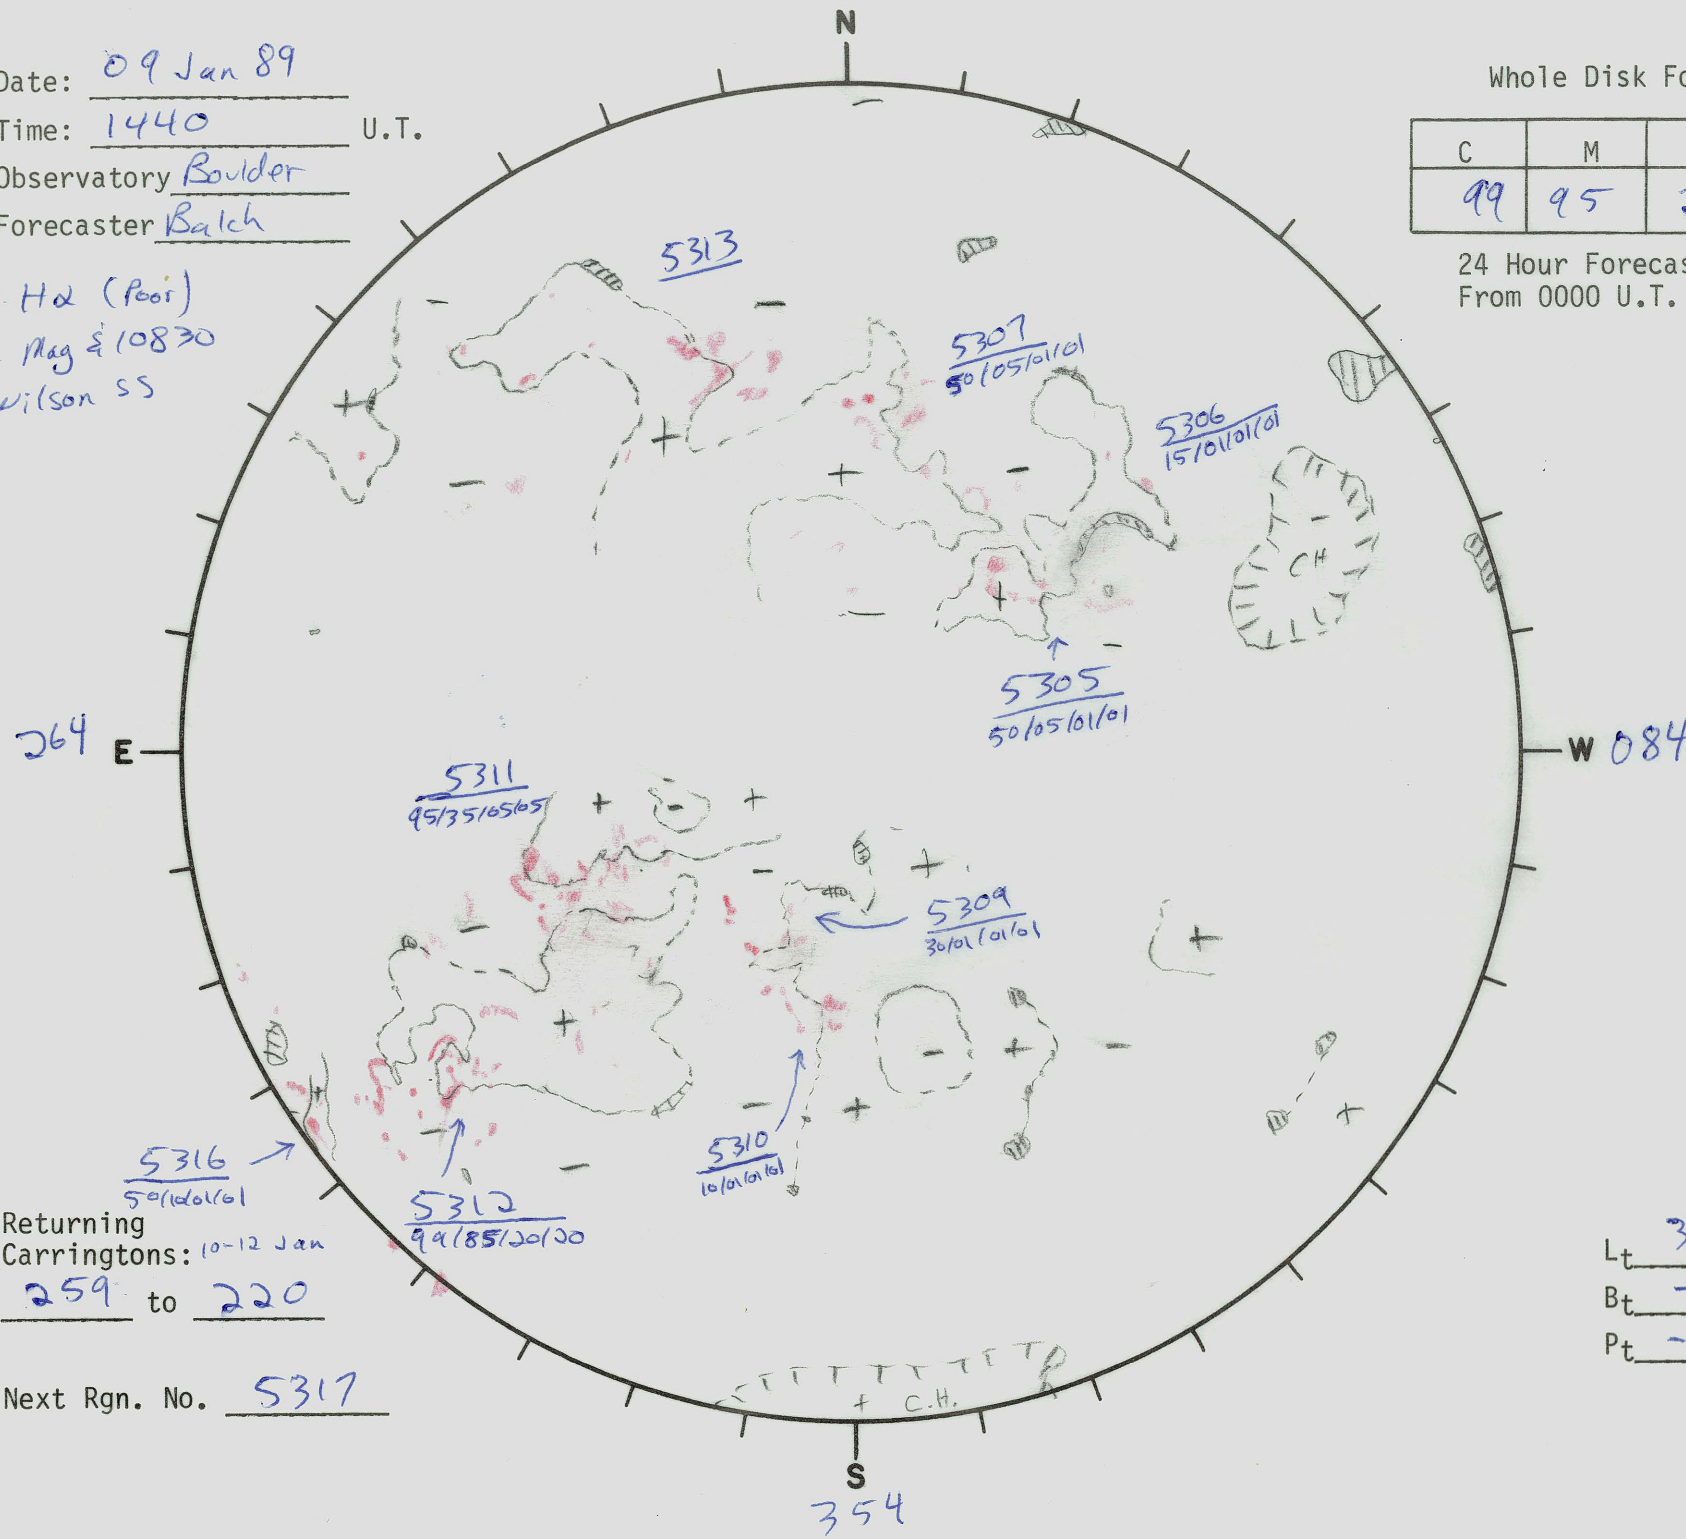 N
Date: 09 Jan 89
Time: 1440 U.T.
Observatory Boulder
Forecaster Balch
Hα (Poor)
Mag & 10830
Wilson SS
Whole Disk Fo
C M
99 95
24 Hour Forecas
From 0000 U.T.
5313
5307
50/05/01/01
5306
15/01/01/01
CH
5305
50/05/01/01
264 E
W 084
5311
95/35/05/05
5309
30/01/01/01
5310
10/01/01/01
5316
50/10/01/01
5312
99/85/20/20
Returning
Carringtons: 10-12 Jan
259 to 220
Next Rgn. No. 5317
Lt 3
Bt -
Pt -
C.H.
S
354